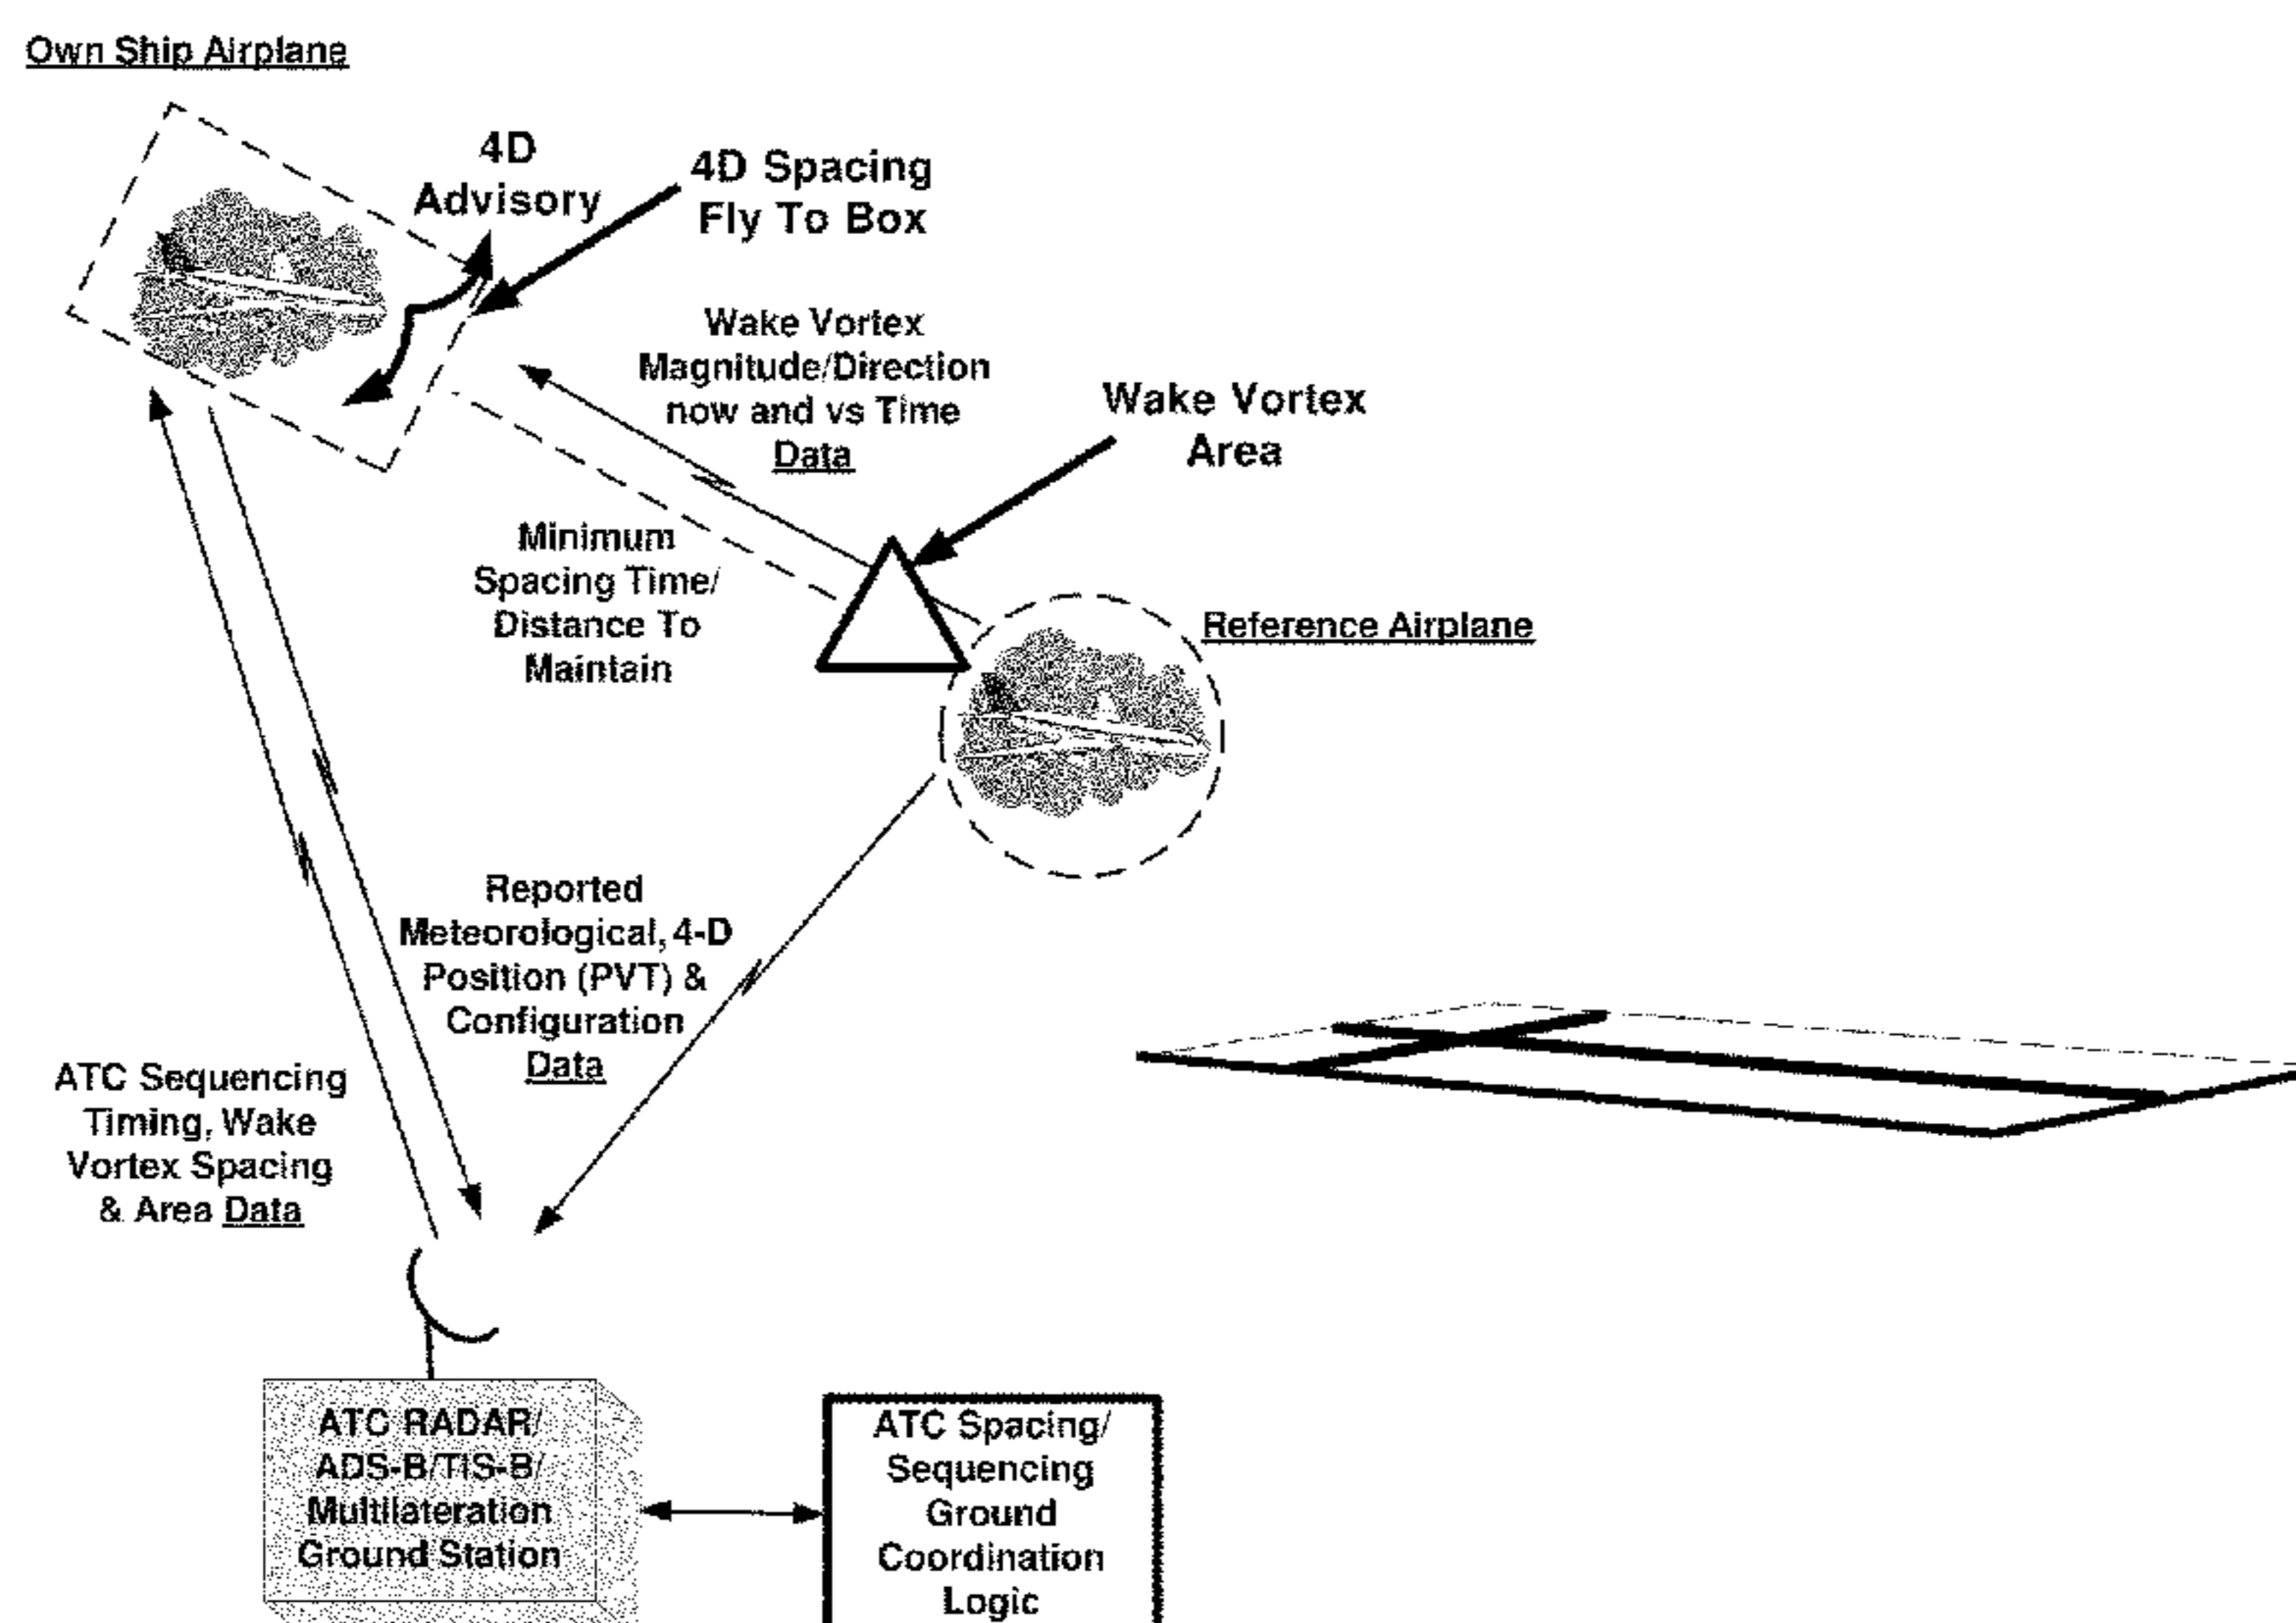 Own Ship Airplane
4D
Advisory
4D Spacing
Fly To Box
Wake Vortex
Magnitude/Direction
now and vs Time
Data
Wake Vortex
Area
Minimum
Spacing Time/
Distance To
Maintain
Reference Airplane
Reported
Meteorological, 4-D
Position (PVT) &
Configuration
Data
ATC Sequencing
Timing, Wake
Vortex Spacing
& Area Data
ATC RADAR/
ADS-B/TIS-B/
Multilateration
Ground Station
ATC Spacing/
Sequencing
Ground
Coordination
Logic